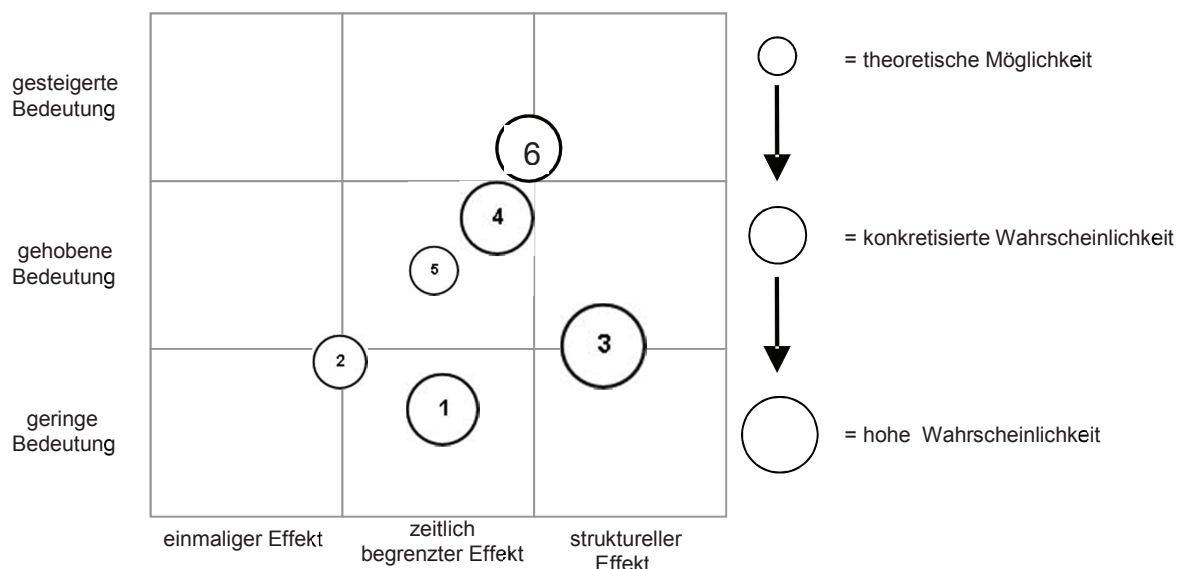 gesteigerte
Bedeutung
gehobene
Bedeutung
geringe
Bedeutung
6
4
5
3
2
1
einmaliger Effekt
zeitlich
begrenzter Effekt
struktureller
Effekt
= theoretische Möglichkeit
= konkretisierte Wahrscheinlichkeit
= hohe Wahrscheinlichkeit